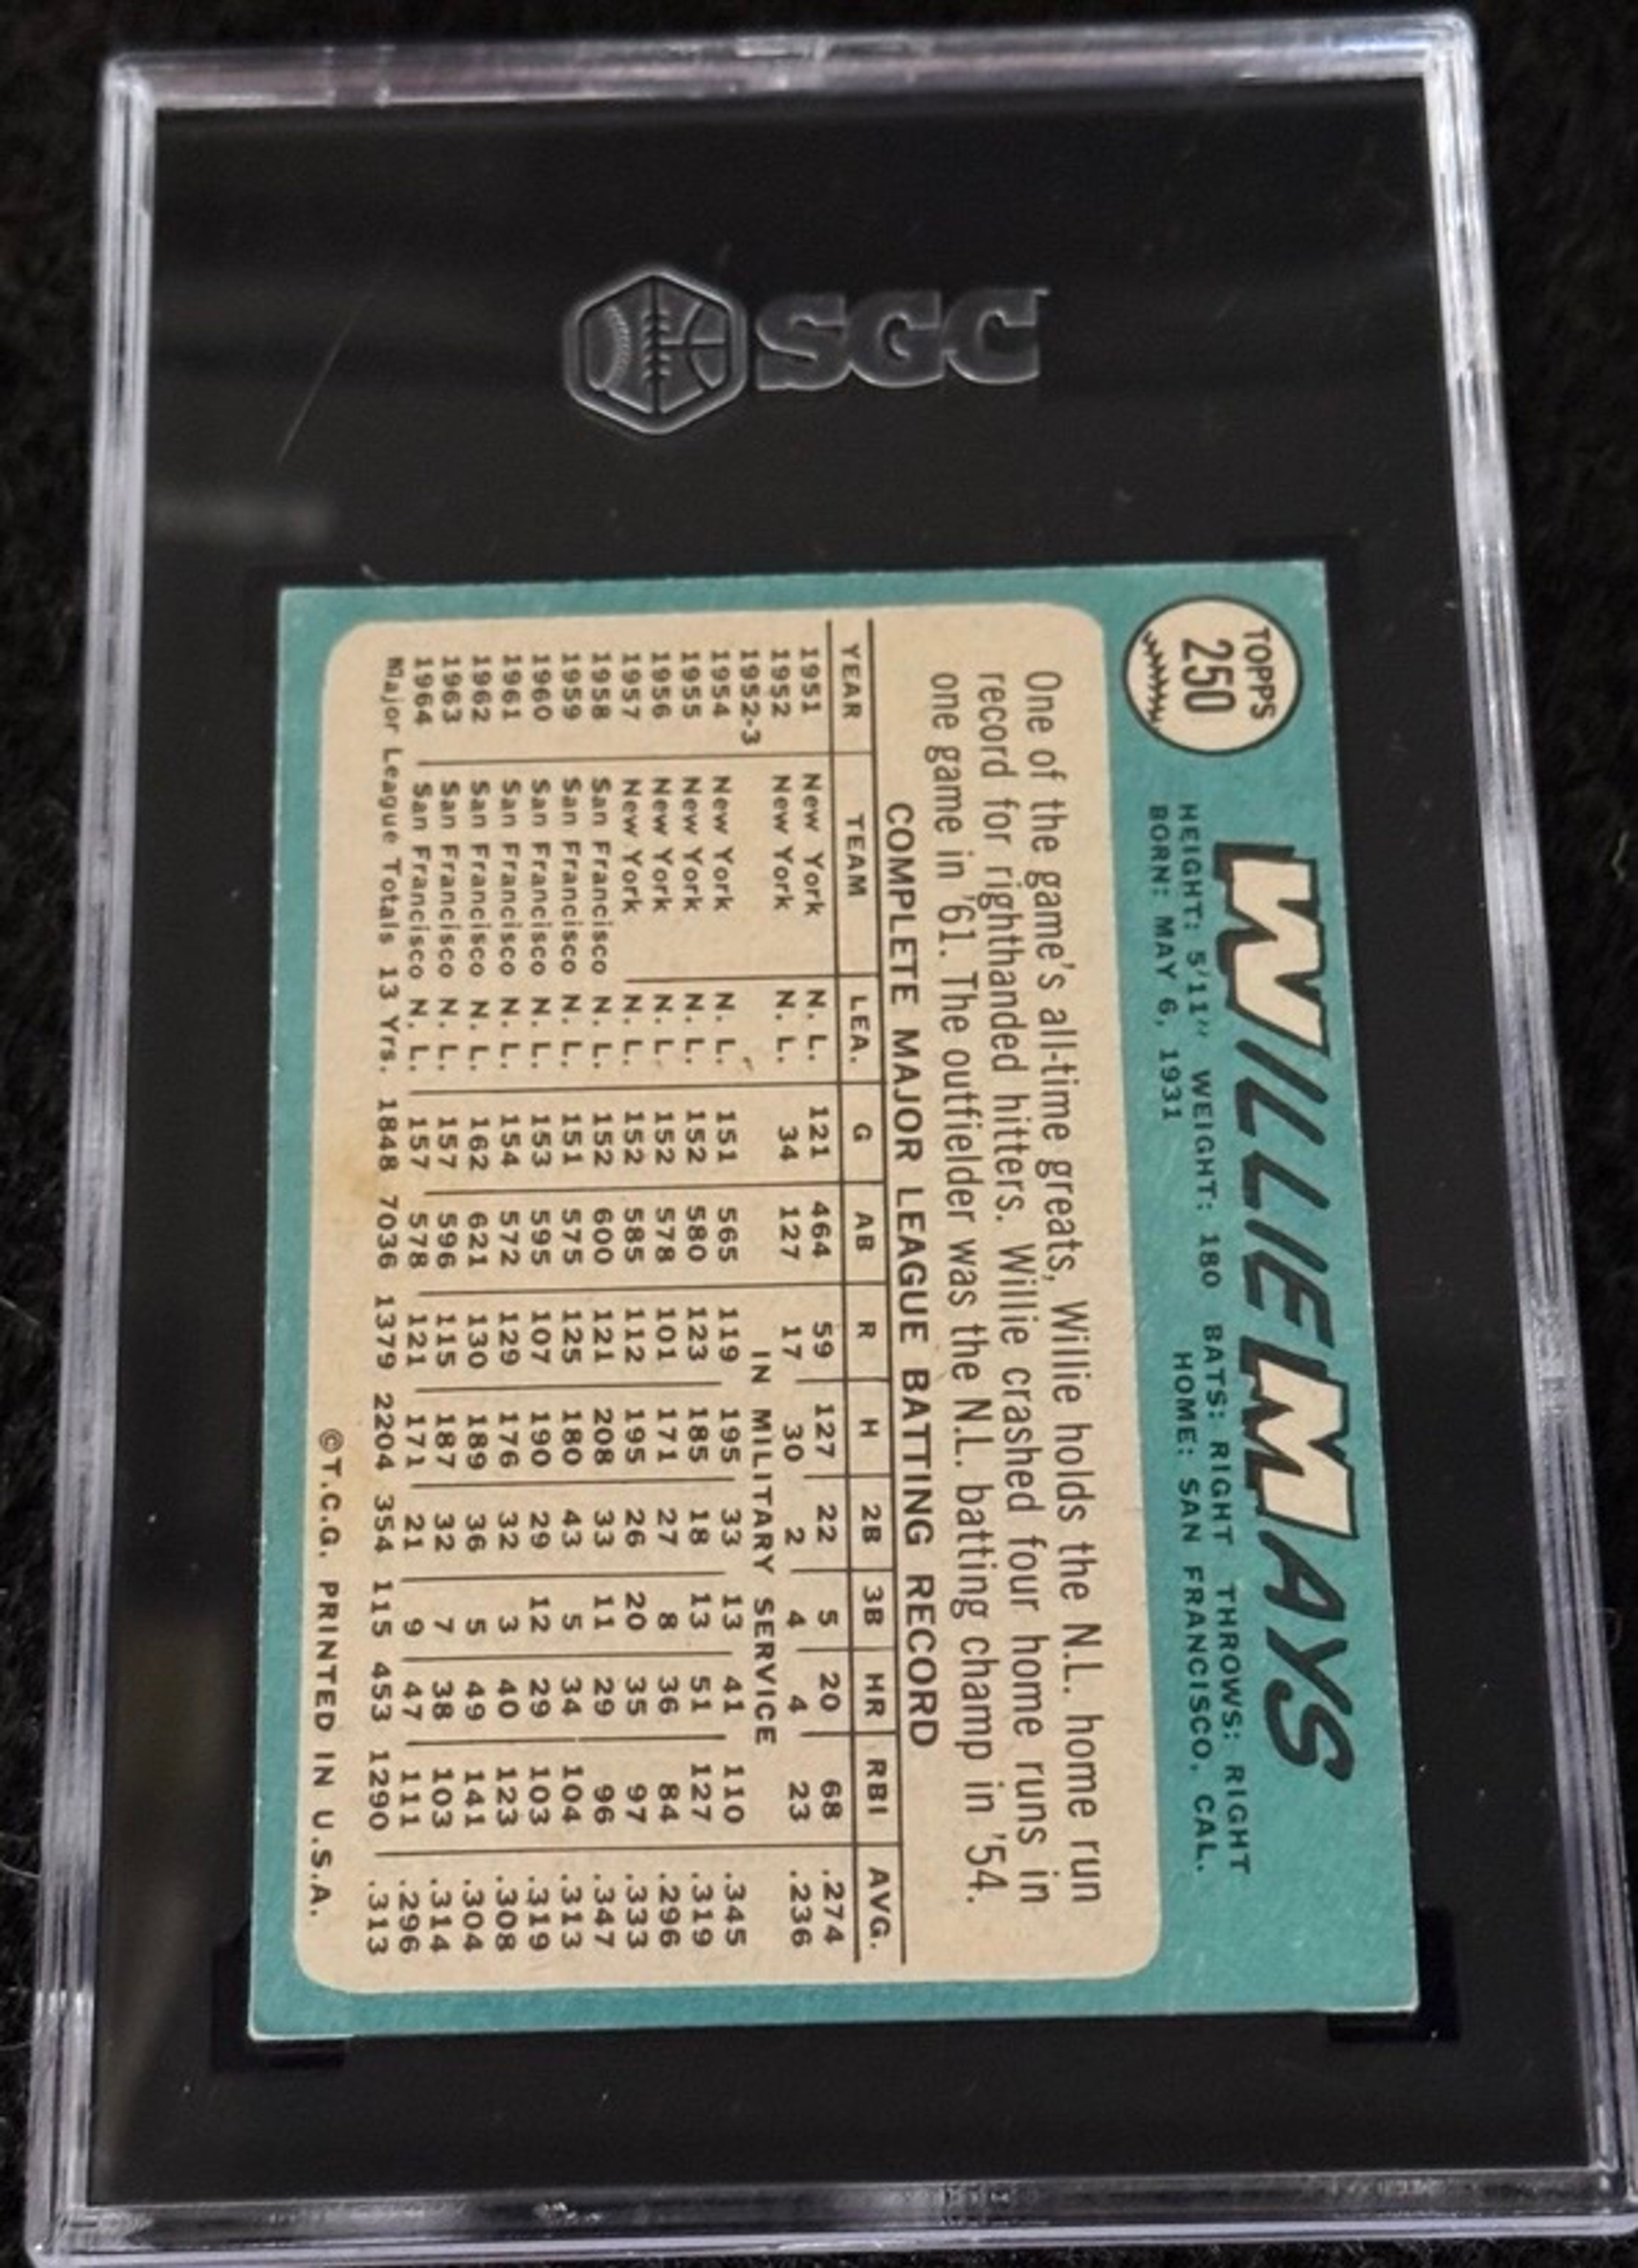 SGC
TOPPS
250
WILLIE MAYS
HEIGHT: 5'11" WEIGHT: 180 BATS: RIGHT THROWS: RIGHT
BORN: MAY 6, 1931 HOME: SAN FRANCISCO, CAL.
One of the game's all-time greats, Willie holds the N.L. home run
record for righthanded hitters. Willie crashed four home runs in
one game in '61. The outfielder was the N.L. batting champ in '54.
COMPLETE MAJOR LEAGUE BATTING RECORD
YEAR TEAM LEA. G AB R H 2B 3B HR RBI AVG.
1951 New York N. L. 121 464 59 127 22 5 20 68 .274
1952 New York N. L. 34 127 17 30 2 4 4 23 .236
1952-3 IN MILITARY SERVICE
1954 New York N. L. 151 565 119 195 33 13 41 110 .345
1955 New York N. L. 152 580 123 185 18 13 51 127 .319
1956 New York N. L. 152 578 101 171 27 8 36 84 .296
1957 New York N. L. 152 585 112 195 26 20 35 97 .333
1958 San Francisco N. L. 152 600 121 208 33 11 29 96 .347
1959 San Francisco N. L. 151 575 125 180 43 5 34 104 .313
1960 San Francisco N. L. 153 595 107 190 29 12 29 103 .319
1961 San Francisco N. L. 154 572 129 176 32 3 40 123 .308
1962 San Francisco N. L. 162 621 130 189 36 5 49 141 .304
1963 San Francisco N. L. 157 596 115 187 32 7 38 103 .314
1964 San Francisco N. L. 157 578 121 171 21 9 47 111 .296
Major League Totals 13 Yrs. 1848 7036 1379 2204 354 115 453 1290 .313
©T.C.G. PRINTED IN U.S.A.